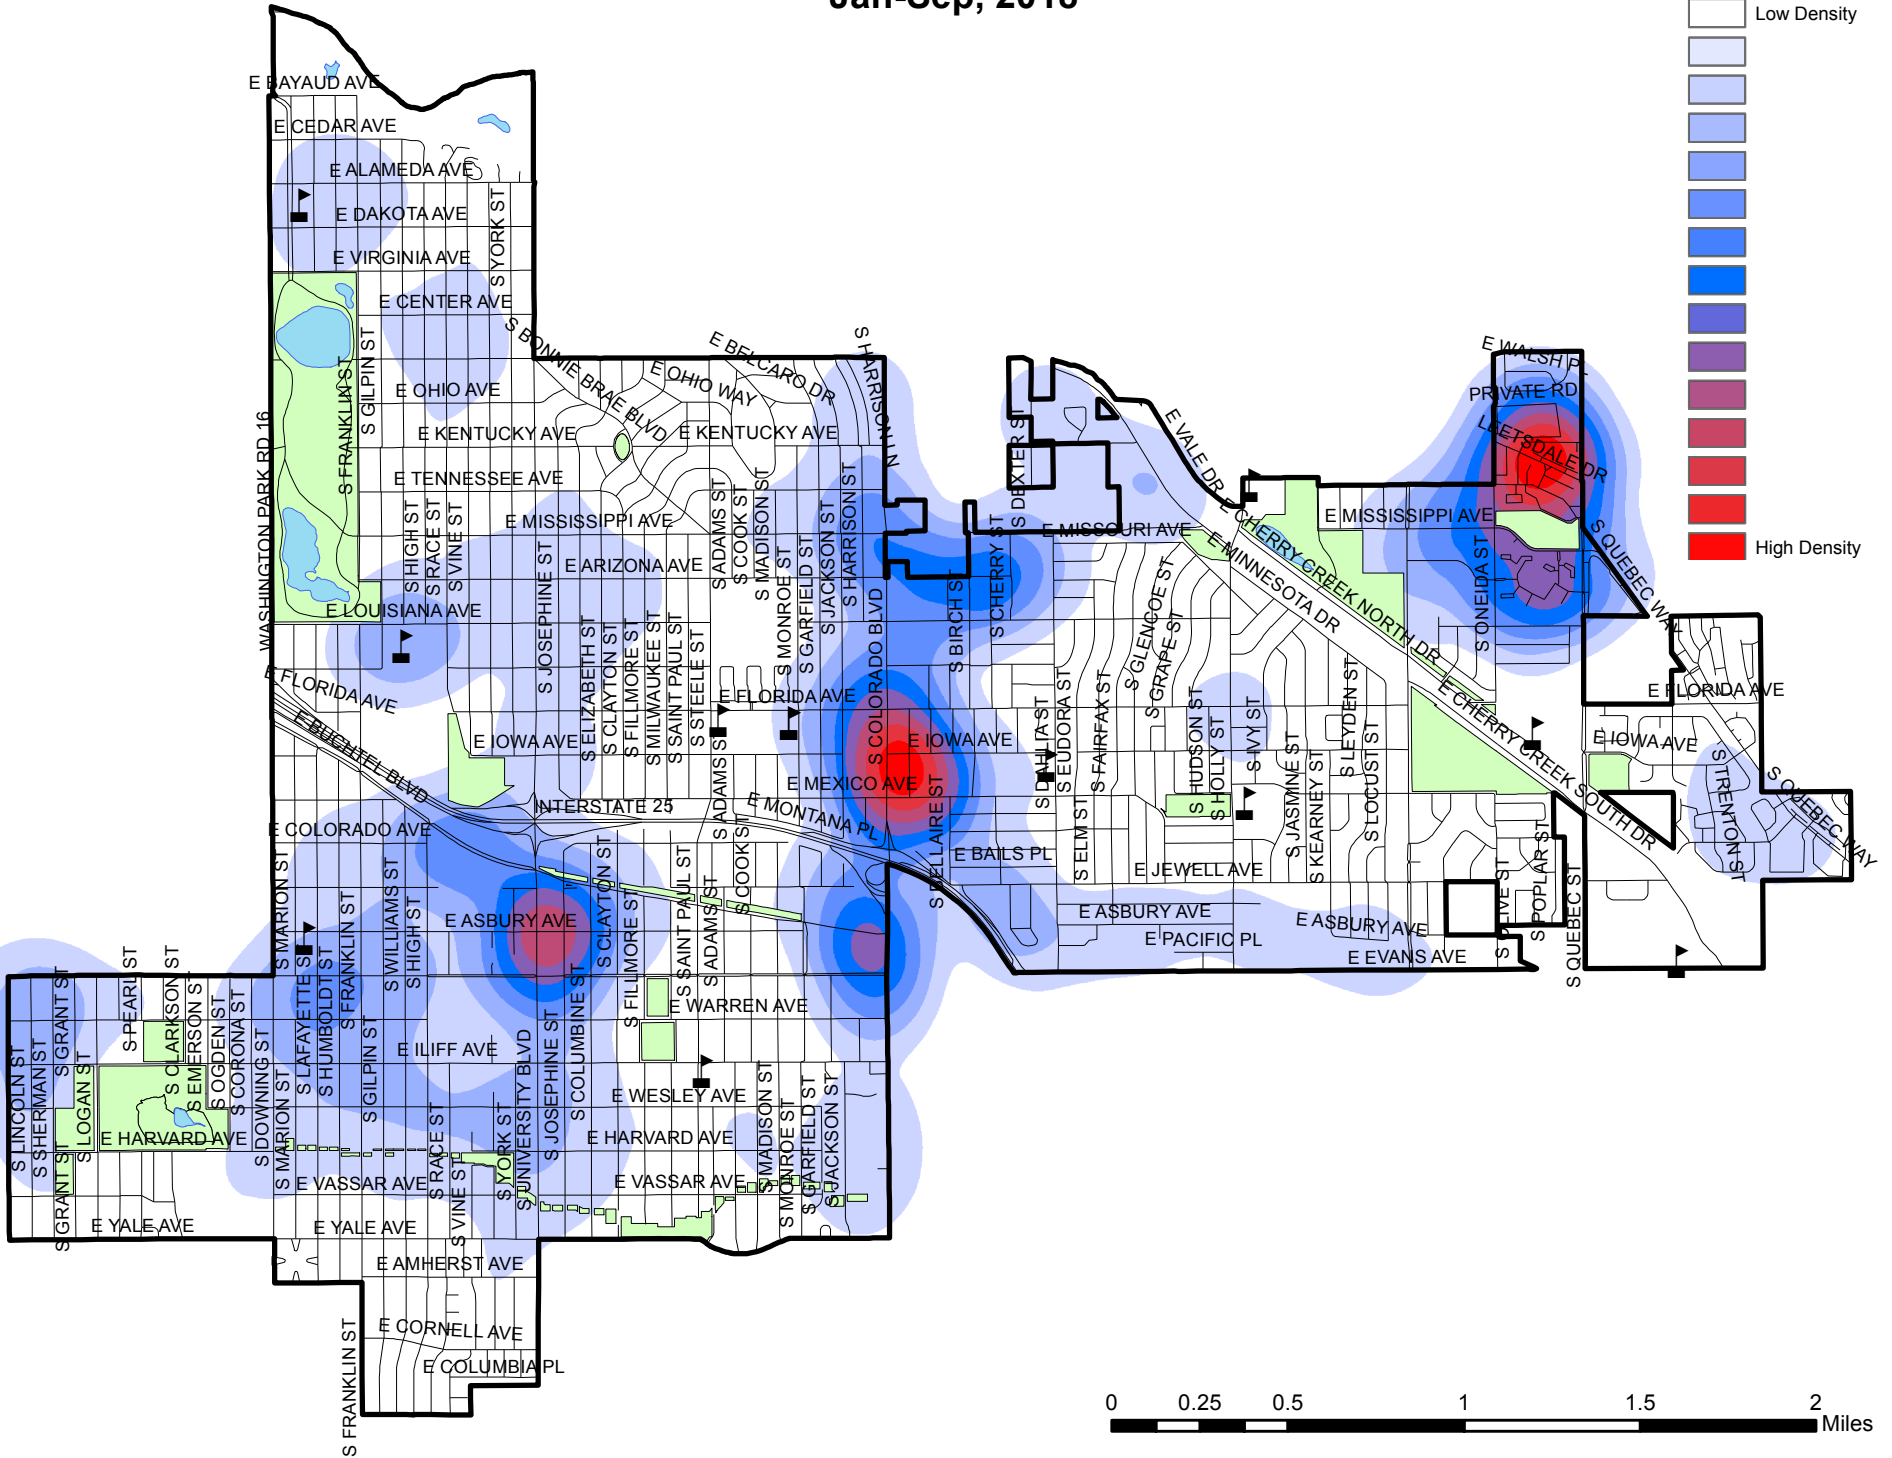 Jan-Sep, 2018
Low Density
High Density
E BAYAUD AVE
E CEDAR AVE
E ALAMEDA AVE
E DAKOTA AVE
E VIRGINIA AVE
S YORK ST
E CENTER AVE
S BONNIE BRAE BLVD
E OHIO WAY
E BELCARO DR
S HARRISON LN
S GILPIN ST
S FRANKLIN ST
E OHIO AVE
E KENTUCKY AVE
E KENTUCKY AVE
E TENNESSEE AVE
WASHINGTON PARK RD 16
E MISSISSIPPI AVE
E ARIZONA AVE
E LOUISIANA AVE
S HIGH ST
S RACE ST
S VINE ST
S JOSEPHINE ST
S ADAMS ST
S COOK ST
S MADISON ST
S MONROE ST
S GARFIELD ST
S JACKSON ST
S HARRISON ST
S COLORADO BLVD
S BIRCH ST
S CHERRY ST
S DEXTER ST
E MISSOURI AVE
E VALE DR
E CHERRY CREEK NORTH DR
E MINNESOTA DR
E MISSISSIPPI AVE
E WALSH PL
PRIVATE RD
LEETSDALE DR
S ONEIDA ST
S QUEBEC WAY
E FLORIDA AVE
S ELIZABETH ST
S CLAYTON ST
S FILLMORE ST
S MILWAUKEE ST
S SAINT PAUL ST
S STEELE ST
E FLORIDA AVE
S GLENCOE ST
S GRAPE ST
S DAHLIA ST
S EUDORA ST
S FAIRFAX ST
S HUDSON ST
S HOLLY ST
S IVY ST
S JASMINE ST
S KEARNEY ST
S LEYDEN ST
S LOCUST ST
E CHERRY CREEK SOUTH DR
E FLORIDA AVE
E IOWA AVE
S TRENTON ST
S QUEBEC WAY
E BUCHTEL BLVD
E IOWA AVE
E IOWA AVE
E MEXICO AVE
INTERSTATE 25
E MONTANA PL
S ADAMS ST
S COOK ST
E COLORADO AVE
E BAILS PL
S BELLAIRE ST
S ELM ST
E JEWELL AVE
E ASBURY AVE
E ASBURY AVE
E PACIFIC PL
E EVANS AVE
S OLIVE ST
S POPLAR ST
S QUEBEC ST
S MARION ST
S LAFAYETTE ST
S HUMBOLDT ST
S FRANKLIN ST
S WILLIAMS ST
S HIGH ST
E ASBURY AVE
S CLAYTON ST
S FILLMORE ST
S SAINT PAUL ST
S ADAMS ST
S COLUMBINE ST
E WARREN AVE
S LINCOLN ST
S SHERMAN ST
S GRANT ST
S LOGAN ST
S PEARL ST
S CLARKSON ST
S EMERSON ST
S OGDEN ST
S CORONA ST
S DOWNING ST
S MARION ST
S GILPIN ST
E ILIFF AVE
S UNIVERSITY BLVD
S JOSEPHINE ST
E WESLEY AVE
E HARVARD AVE
E HARVARD AVE
S RACE ST
S VINE ST
S YORK ST
S MADISON ST
S MONROE ST
S GARFIELD ST
S JACKSON ST
E VASSAR AVE
E VASSAR AVE
S GRANT ST
E YALE AVE
E YALE AVE
E AMHERST AVE
E CORNELL AVE
E COLUMBIA PL
S FRANKLIN ST
0 0.25 0.5 1 1.5 2
Miles